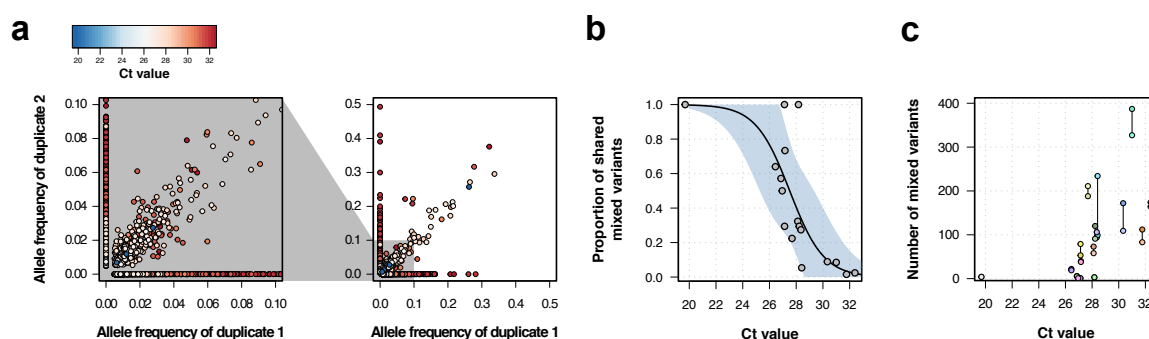 a
20 22 24 26 28 30 32
Ct value
Allele frequency of duplicate 2
0.10
0.08
0.06
0.04
0.02
0.00
0.00 0.02 0.04 0.06 0.08 0.10
Allele frequency of duplicate 1
0.5
0.4
0.3
0.2
0.1
0.0
0.0 0.1 0.2 0.3 0.4 0.5
Allele frequency of duplicate 1
b
Proportion of shared
mixed variants
1.0
0.8
0.6
0.4
0.2
0.0
20 22 24 26 28 30 32
Ct value
c
Number of mixed variants
400
300
200
100
0
20 22 24 26 28 30 32
Ct value